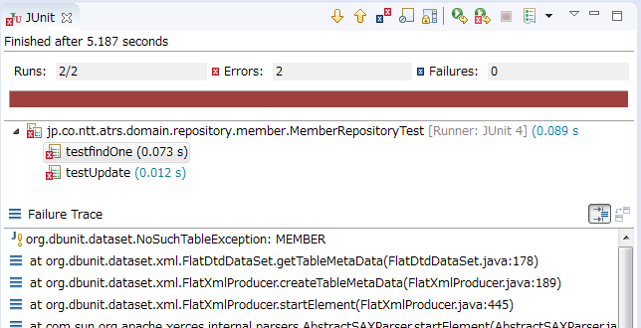 JUnit
Finished after 5.187 seconds
Runs: 2/2 Errors: 2 Failures: 0
jp.co.ntt.atrs.domain.repository.member.MemberRepositoryTest [Runner: JUnit 4] (0.089 s
testfindOne (0.073 s)
testUpdate (0.012 s)
Failure Trace
org.dbunit.dataset.NoSuchTableException: MEMBER
at org.dbunit.dataset.xml.FlatDtdDataSet.getTableMetaData(FlatDtdDataSet.java:178)
at org.dbunit.dataset.xml.FlatXmlProducer.createTableMetaData(FlatXmlProducer.java:189)
at org.dbunit.dataset.xml.FlatXmlProducer.startElement(FlatXmlProducer.java:445)
at com.sun.org.apache.xerces.internal.parsers.AbstractSAXParser.startElement(AbstractSAXParser.ja